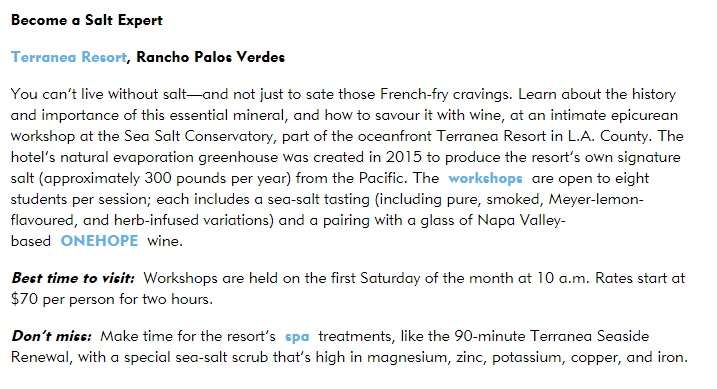 Become a Salt Expert
Terranea Resort, Rancho Palos Verdes
You can't live without salt—and not just to sate those French-fry cravings. Learn about the history
and importance of this essential mineral, and how to savour it with wine, at an intimate epicurean
workshop at the Sea Salt Conservatory, part of the oceanfront Terranea Resort in L.A. County. The
hotel's natural evaporation greenhouse was created in 2015 to produce the resort's own signature
salt (approximately 300 pounds per year) from the Pacific. The workshops are open to eight
students per session; each includes a sea-salt tasting (including pure, smoked, Meyer-lemon-
flavoured, and herb-infused variations) and a pairing with a glass of Napa Valley-
based ONEHOPE wine.
Best time to visit: Workshops are held on the first Saturday of the month at 10 a.m. Rates start at
$70 per person for two hours.
Don't miss: Make time for the resort's spa treatments, like the 90-minute Terranea Seaside
Renewal, with a special sea-salt scrub that's high in magnesium, zinc, potassium, copper, and iron.